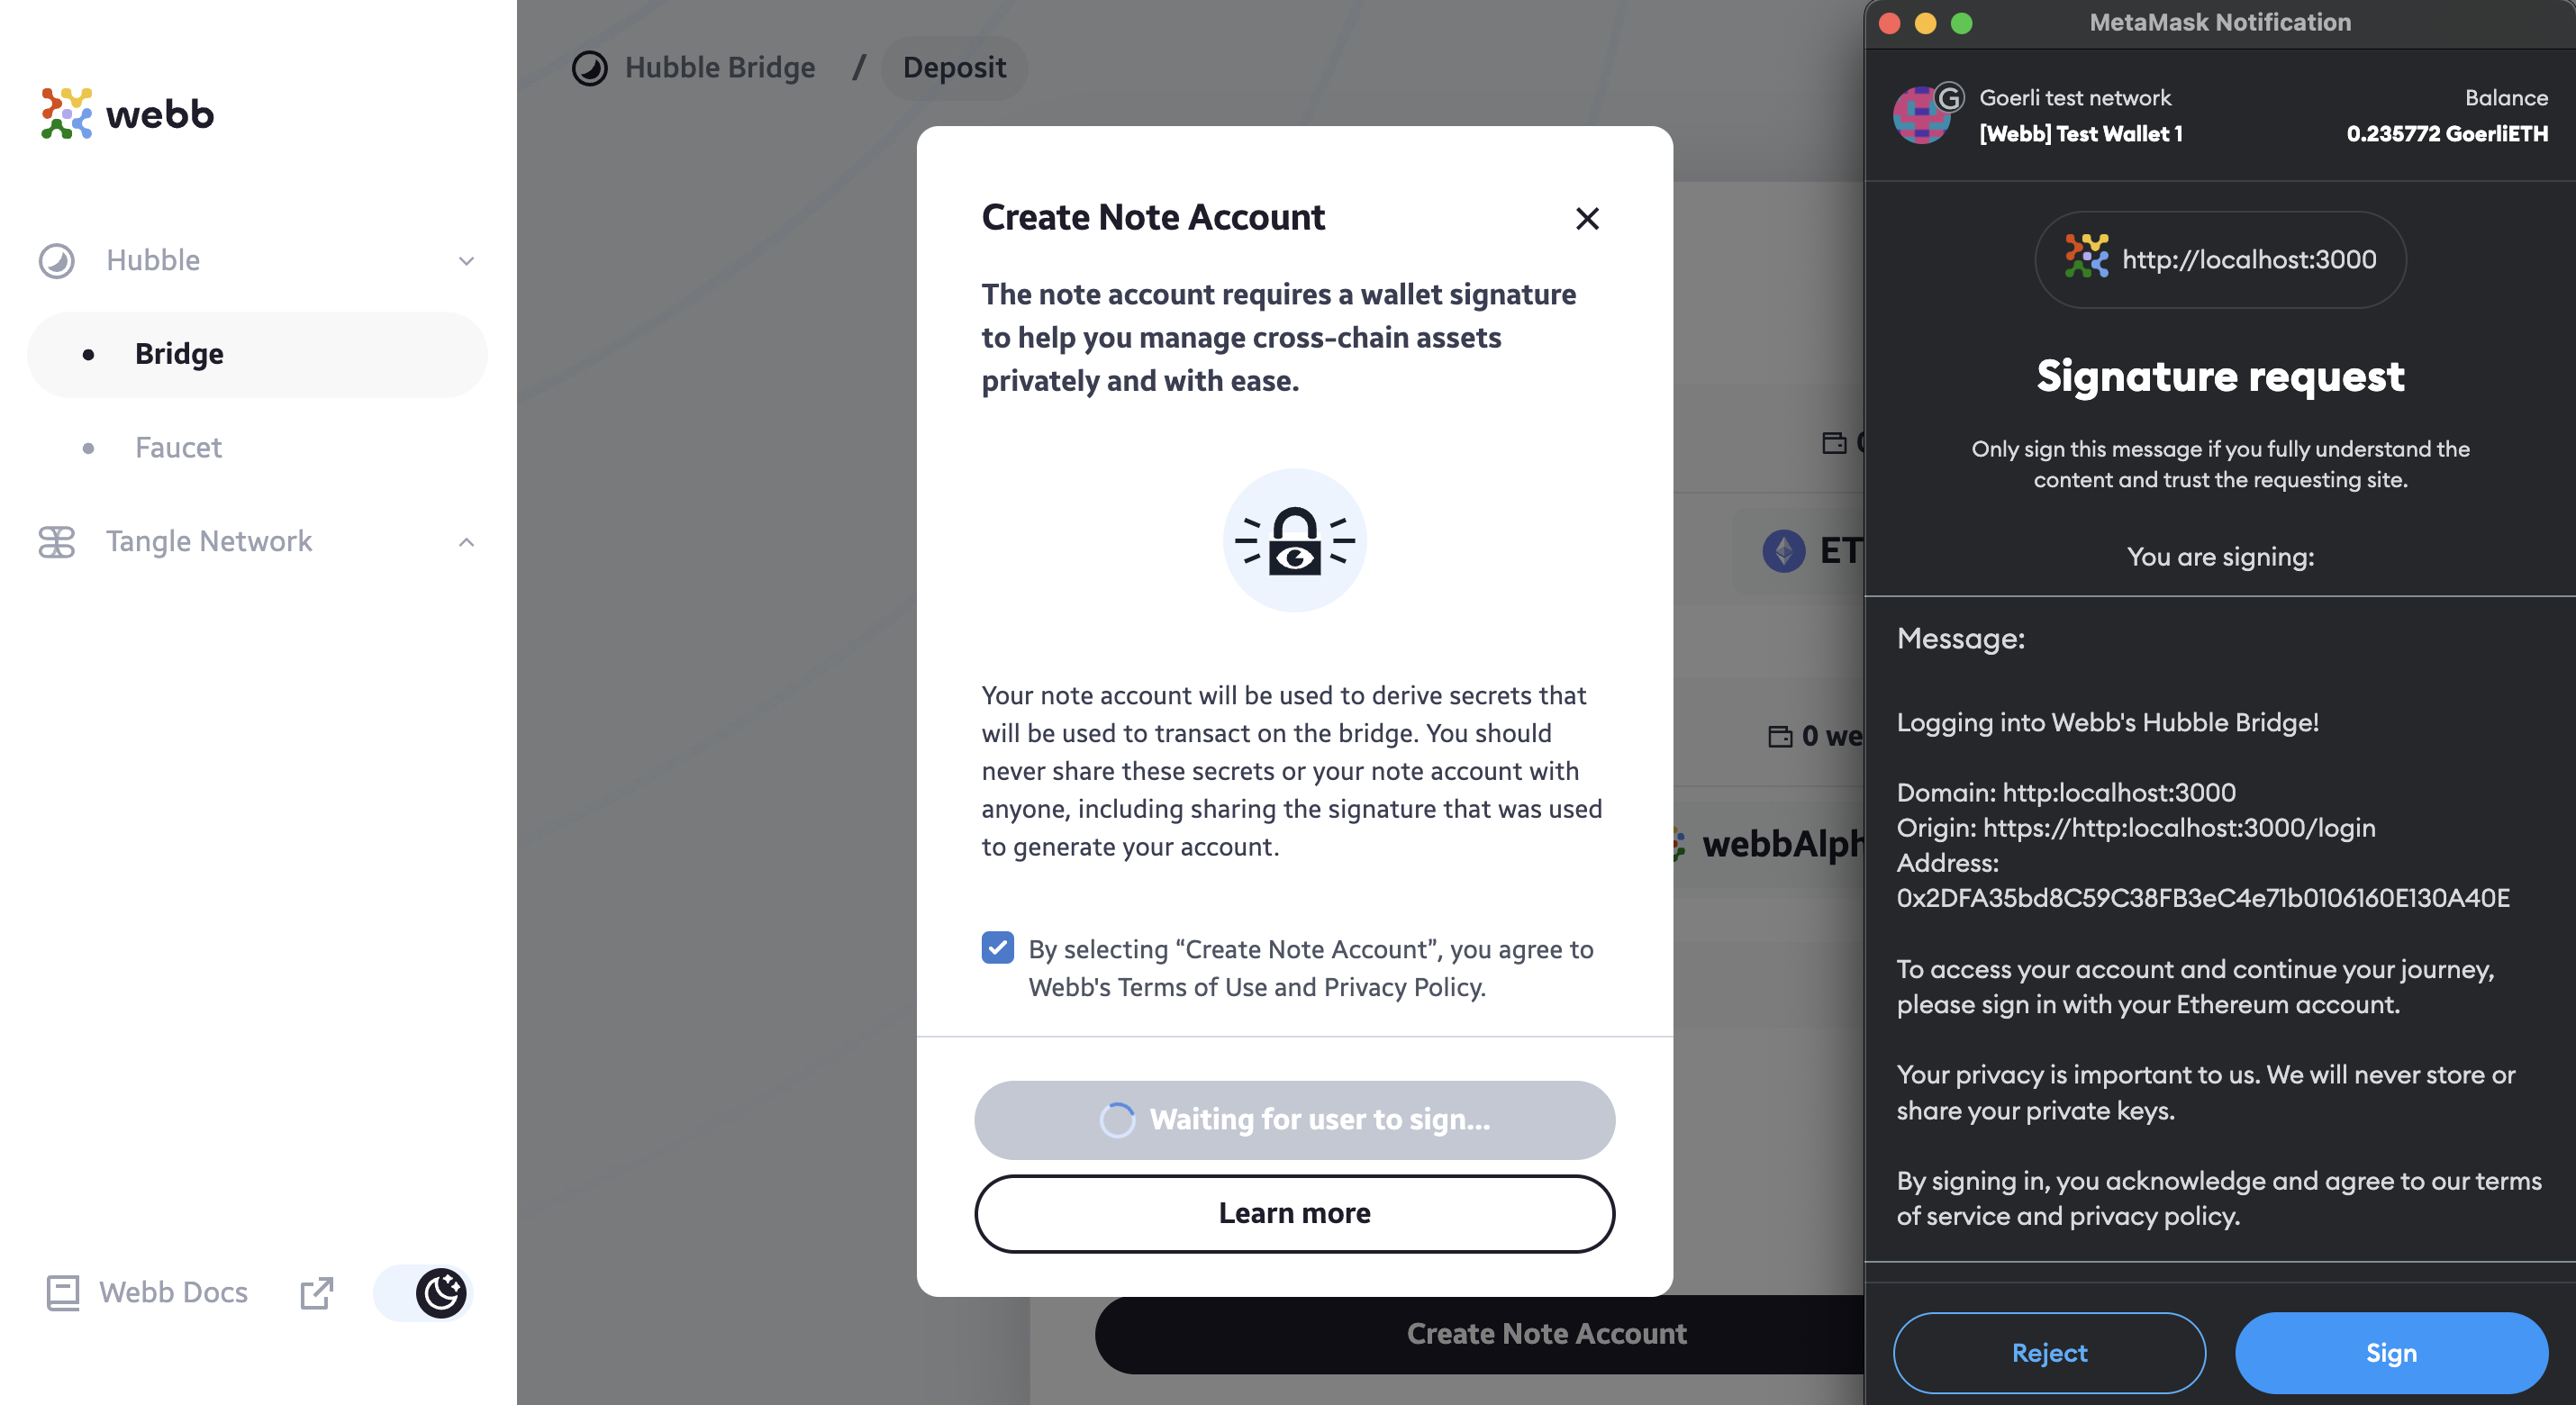 webb
Hubble
Bridge
Faucet
Tangle Network
Webb Docs
Hubble Bridge / Deposit
Create Note Account
The note account requires a wallet signature
to help you manage cross-chain assets
privately and with ease.
Your note account will be used to derive secrets that
will be used to transact on the bridge. You should
never share these secrets or your note account with
anyone, including sharing the signature that was used
to generate your account.
By selecting “Create Note Account”, you agree to
Webb's Terms of Use and Privacy Policy.
Waiting for user to sign...
Learn more
ET
0 we
webbAlph
Create Note Account
MetaMask Notification
G
Goerli test network
Balance
[Webb] Test Wallet 1
0.235772 GoerliETH
http://localhost:3000
Signature request
Only sign this message if you fully understand the
content and trust the requesting site.
You are signing:
Message:
Logging into Webb's Hubble Bridge!
Domain: http:localhost:3000
Origin: https://http:localhost:3000/login
Address:
0x2DFA35bd8C59C38FB3eC4e71b0106160E130A40E
To access your account and continue your journey,
please sign in with your Ethereum account.
Your privacy is important to us. We will never store or
share your private keys.
By signing in, you acknowledge and agree to our terms
of service and privacy policy.
Reject
Sign